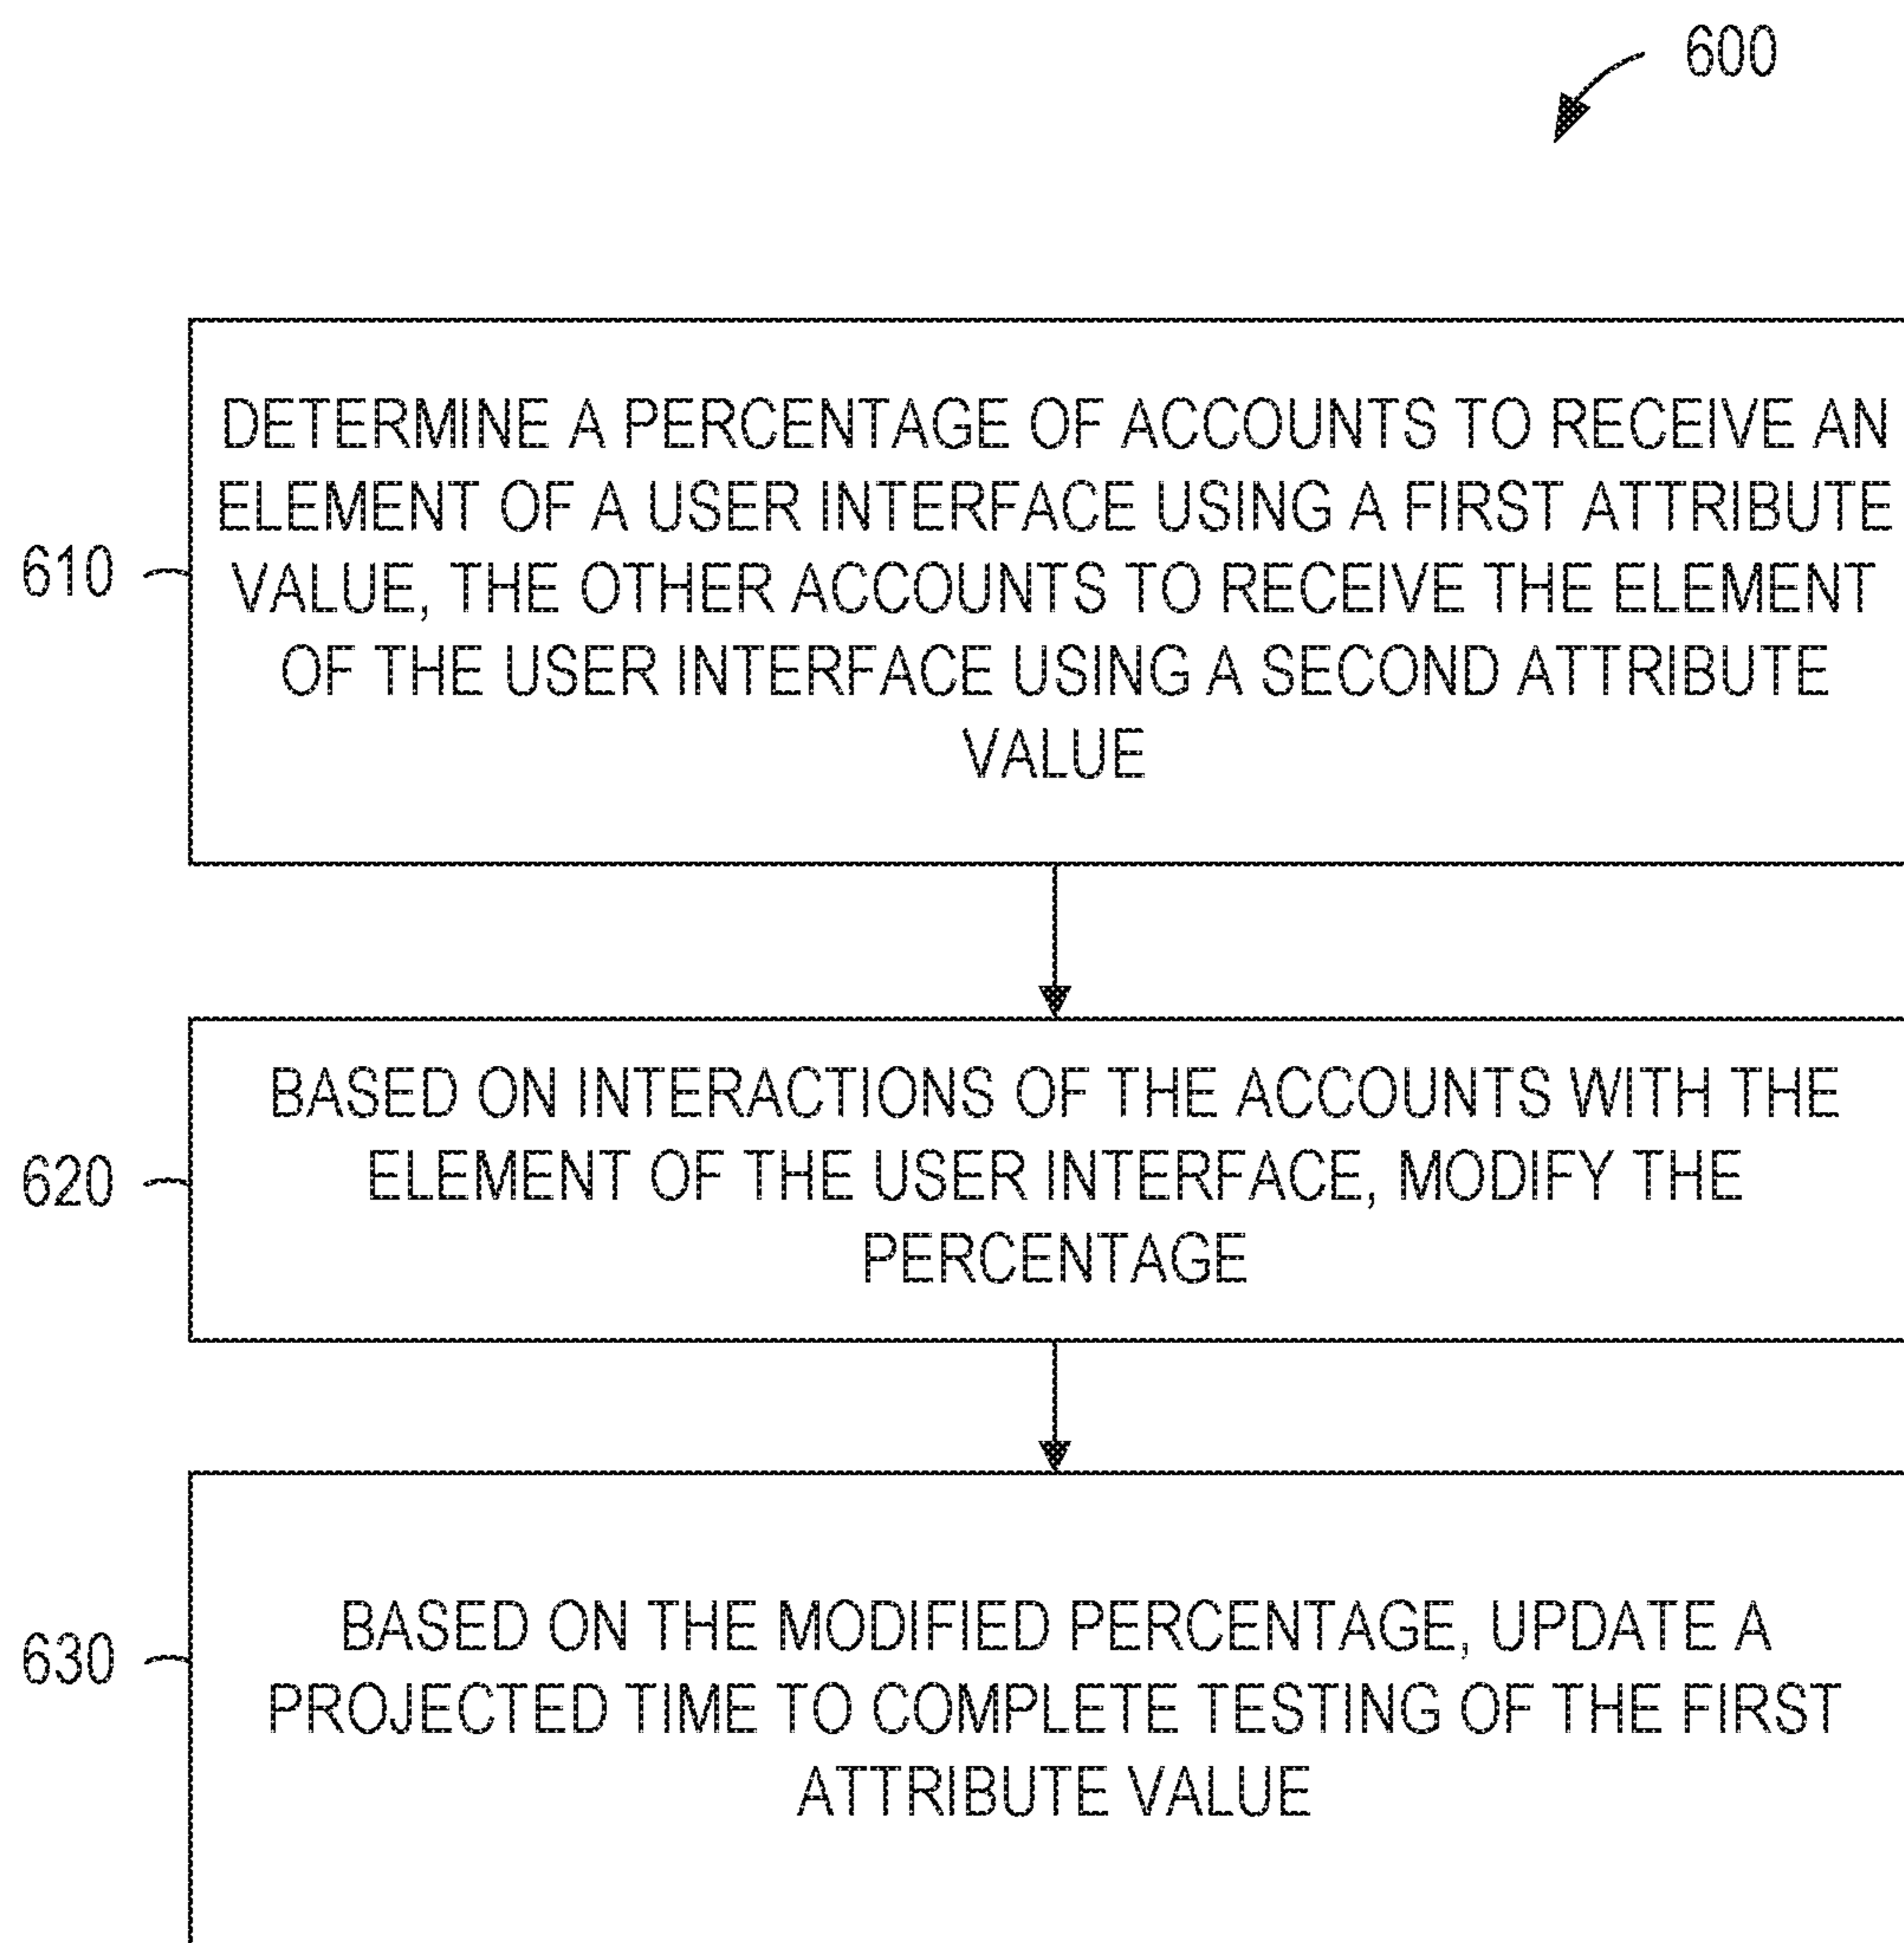 600
DETERMINE A PERCENTAGE OF ACCOUNTS TO RECEIVE AN
ELEMENT OF A USER INTERFACE USING A FIRST ATTRIBUTE
610
VALUE, THE OTHER ACCOUNTS TO RECEIVE THE ELEMENT
OF THE USER INTERFACE USING A SECOND ATTRIBUTE
VALUE
BASED ON INTERACTIONS OF THE ACCOUNTS WITH THE
620
ELEMENT OF THE USER INTERFACE, MODIFY THE
PERCENTAGE
BASED ON THE MODIFIED PERCENTAGE, UPDATE A
630
PROJECTED TIME TO COMPLETE TESTING OF THE FIRST
ATTRIBUTE VALUE